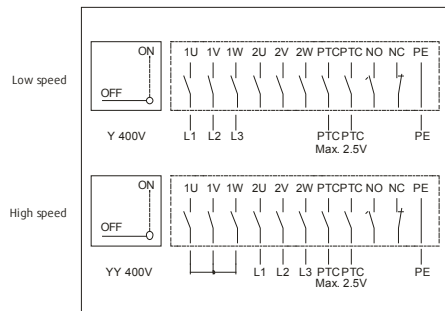 ON 1U 1V 1W 2U 2V 2W PTC PTC NO NC PE
Low speed
OFF
Y 400V L1 L2 L3 PTC PTC PE
Max. 2.5V
ON 1U 1V 1W 2U 2V 2W PTC PTC NO NC PE
High speed
OFF
YY 400V L1 L2 L3 PTC PTC PE
Max. 2.5V